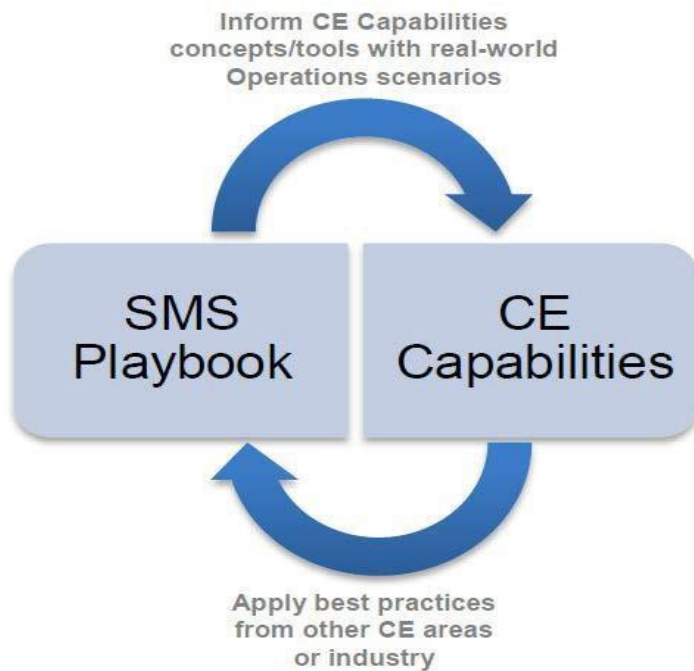 Inform CE Capabilities
concepts/tools with real-world
Operations scenarios
SMS
Playbook
CE
Capabilities
Apply best practices
from other CE areas
or industry